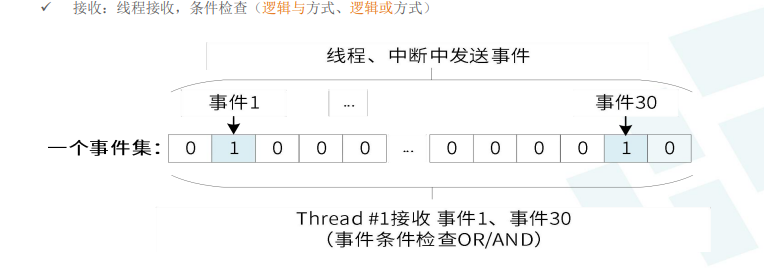 ✓ 接收：线程接收，条件检查（逻辑与方式、逻辑或方式）
线程、中断中发送事件
事件1 ... 事件30
一个事件集： 0 1 0 0 0 ... 0 0 0 0 1 0
Thread #1接收 事件1、事件30
（事件条件检查OR/AND）